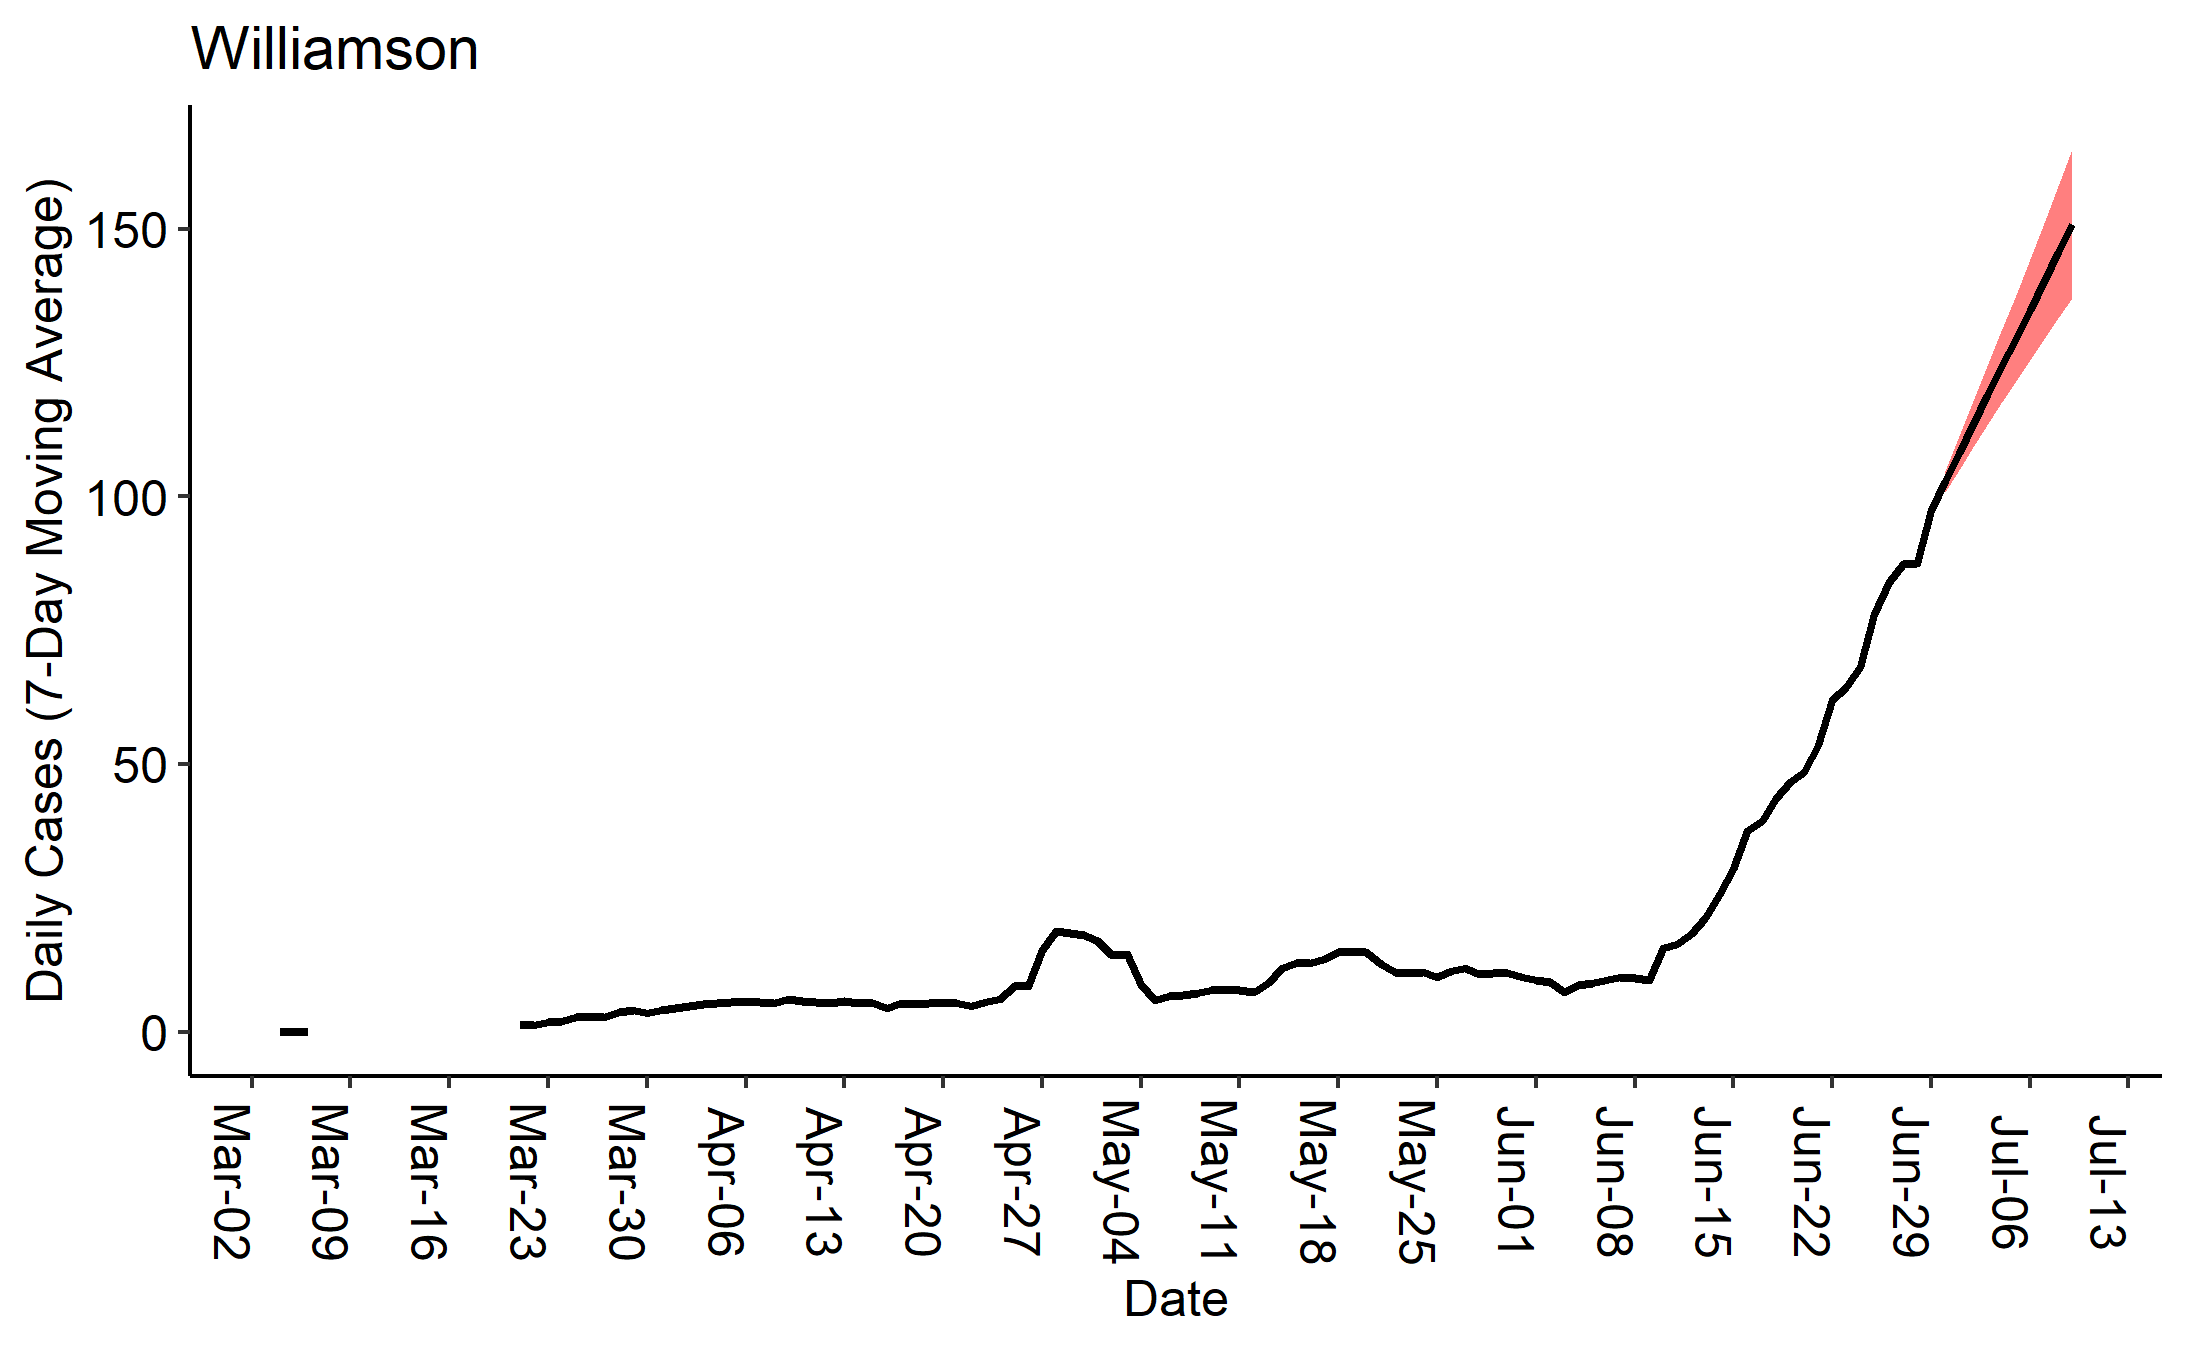 Williamson
Daily Cases (7-Day Moving Average)
150
100
50
0
Mar-02
Mar-09
Mar-16
Mar-23
Mar-30
Apr-06
Apr-13
Apr-20
Apr-27
May-04
May-11
May-18
May-25
Jun-01
Jun-08
Jun-15
Jun-22
Jun-29
Jul-06
Jul-13
Date